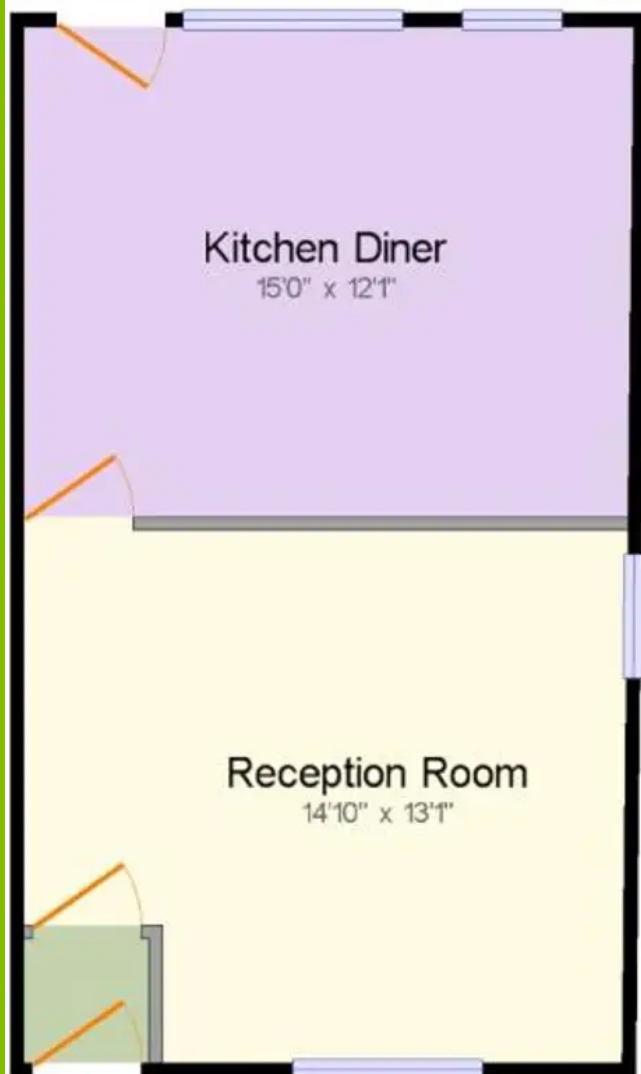 Kitchen Diner
15'0" x 12'1"
Reception Room
14'10" x 13'1"